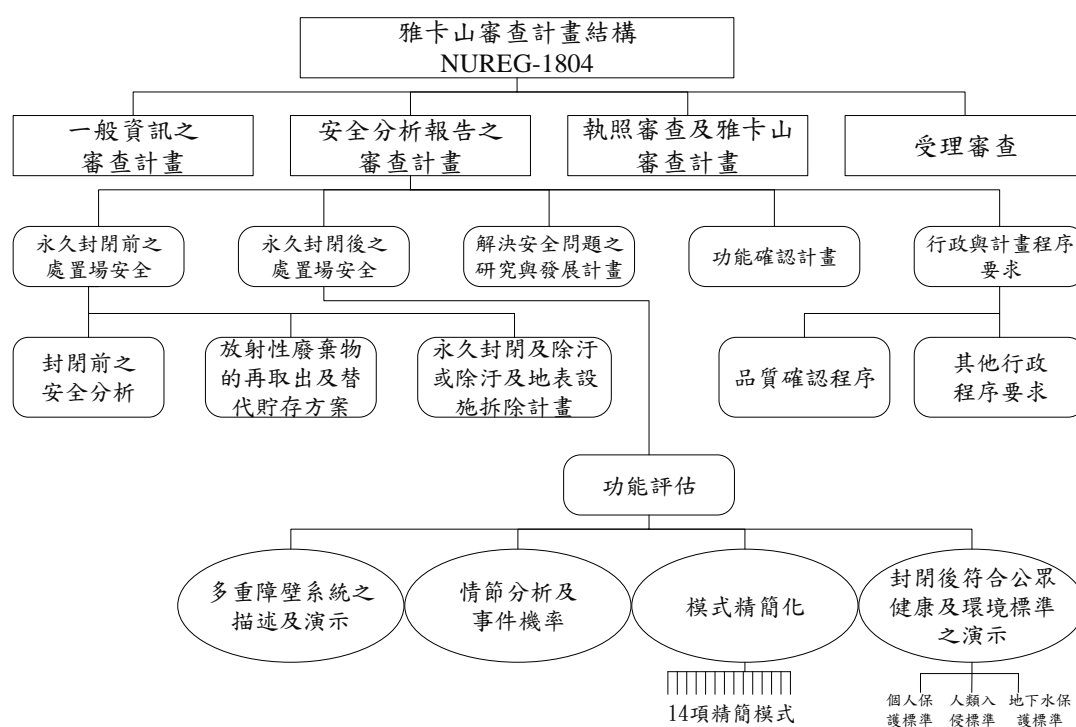 雅卡山審查計畫結構
NUREG-1804
一般資訊之
審查計畫
安全分析報告之
審查計畫
執照審查及雅卡山
審查計畫
受理審查
永久封閉前之
處置場安全
永久封閉後之
處置場安全
解決安全問題之
研究與發展計畫
功能確認計畫
行政與計畫程序
要求
封閉前之
安全分析
放射性廢棄物
的再取出及替
代貯存方案
永久封閉及除汙
或除汙及地表設
施拆除計畫
品質確認程序
其他行政
程序要求
功能評估
多重障壁系統之
描述及演示
情節分析及
事件機率
模式精簡化
封閉後符合公眾
健康及環境標準
之演示
14項精簡模式
個人保
護標準
人類入
侵標準
地下水保
護標準